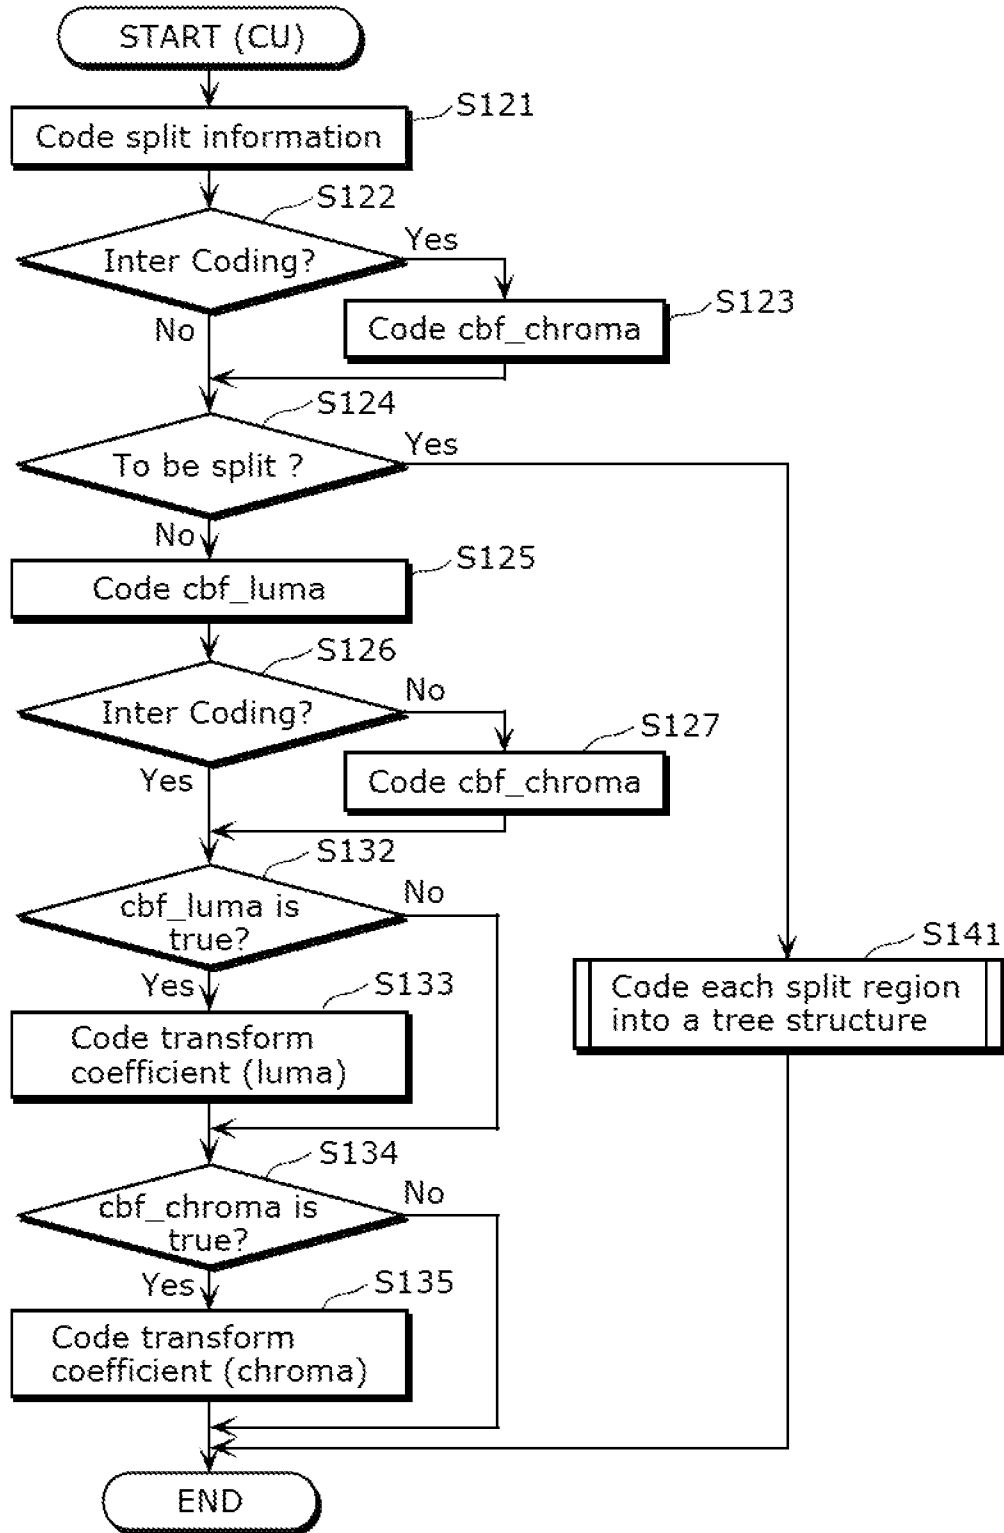 START (CU)
S121
Code split information
S122
Inter Coding?
Yes
No
S123
Code cbf_chroma
S124
To be split ?
Yes
No
S125
Code cbf_luma
S126
Inter Coding?
No
Yes
S127
Code cbf_chroma
S132
cbf_luma is
true?
No
Yes
S133
Code transform
coefficient (luma)
S141
Code each split region
into a tree structure
S134
cbf_chroma is
true?
No
Yes
S135
Code transform
coefficient (chroma)
END